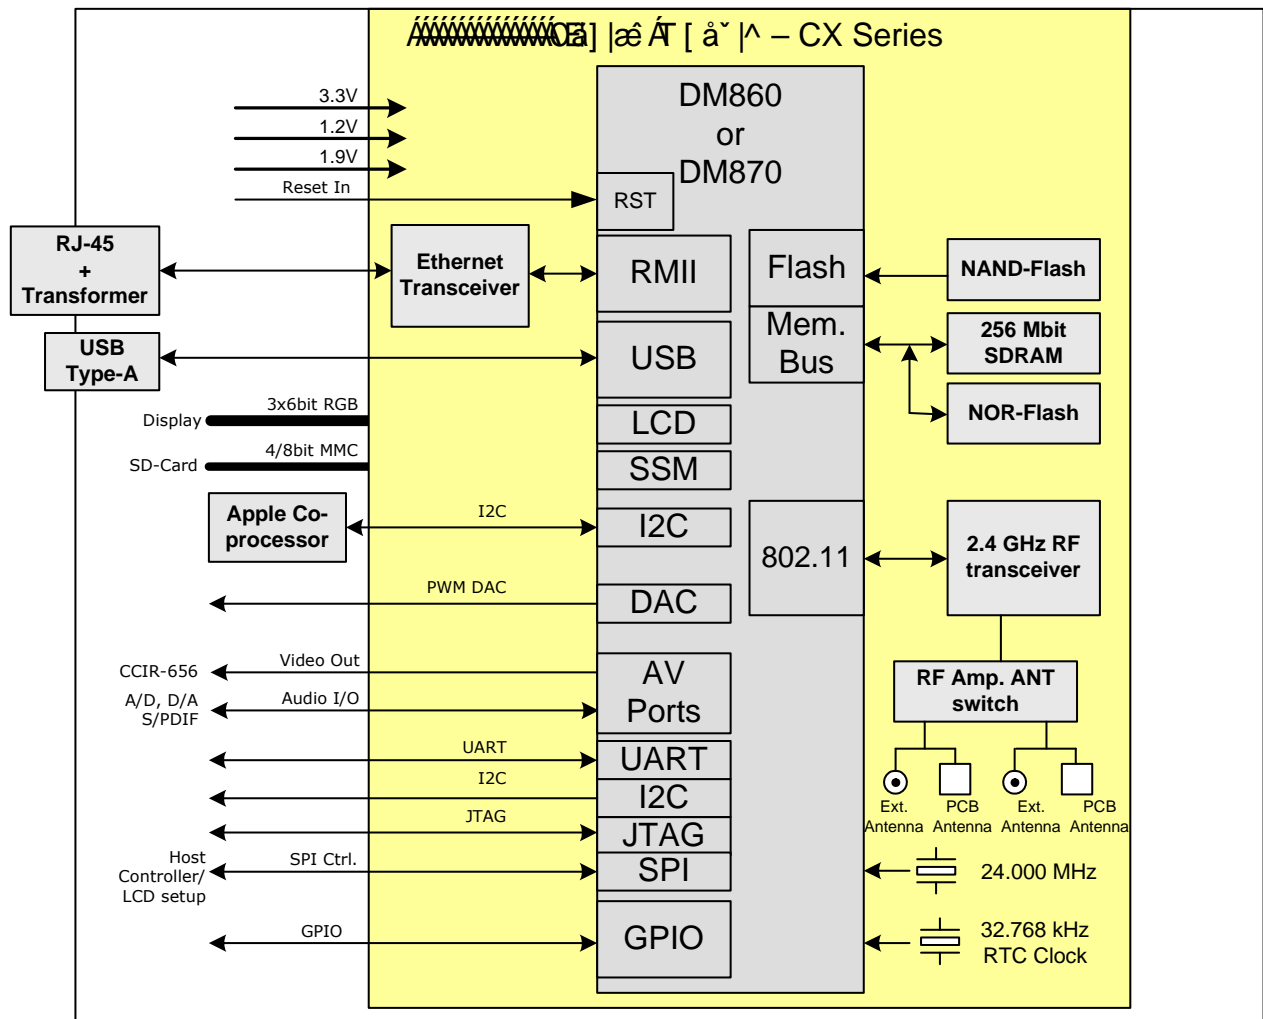 – CX Series
DM860
or
DM870
3.3V
1.2V
1.9V
Reset In
RST
RJ-45
+
Transformer
Ethernet
Transceiver
RMII
Flash
NAND-Flash
USB
Type-A
USB
Mem.
Bus
256 Mbit
SDRAM
NOR-Flash
Display
3x6bit RGB
LCD
SD-Card
4/8bit MMC
SSM
Apple Co-
processor
I2C
I2C
802.11
2.4 GHz RF
transceiver
PWM DAC
DAC
CCIR-656
Video Out
A/D, D/A
S/PDIF
Audio I/O
AV
Ports
RF Amp. ANT
switch
UART
UART
I2C
I2C
JTAG
JTAG
Ext.
Antenna
PCB
Antenna
Ext.
Antenna
PCB
Antenna
Host
Controller/
LCD setup
SPI Ctrl.
SPI
24.000 MHz
GPIO
GPIO
32.768 kHz
RTC Clock